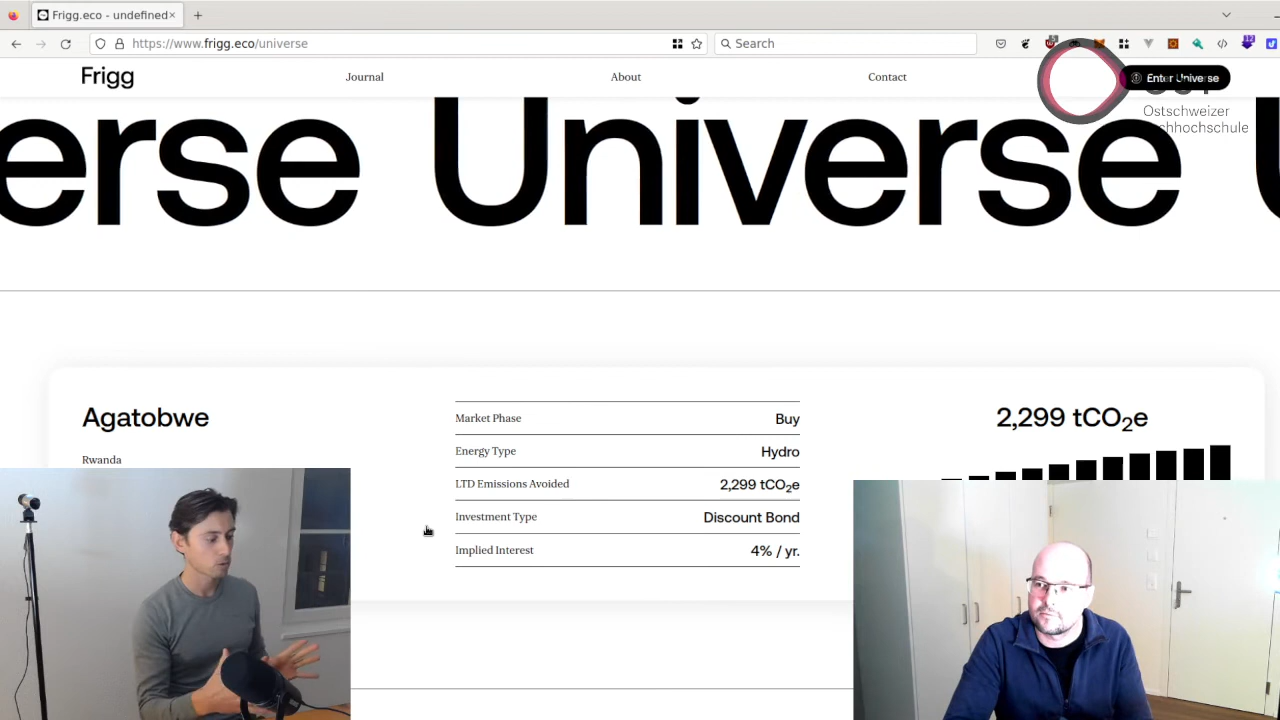 Frigg.eco - undefined
https://www.frigg.eco/universe
Search
12
Frigg
Journal
About
Contact
Enter Universe
Ostschweizer
hhochschule
erse Universe U
Agatobwe
Rwanda
Market Phase Buy
Energy Type Hydro
LTD Emissions Avoided 2,299 tCO₂e
Investment Type Discount Bond
Implied Interest 4% / yr.
2,299 tCO₂e